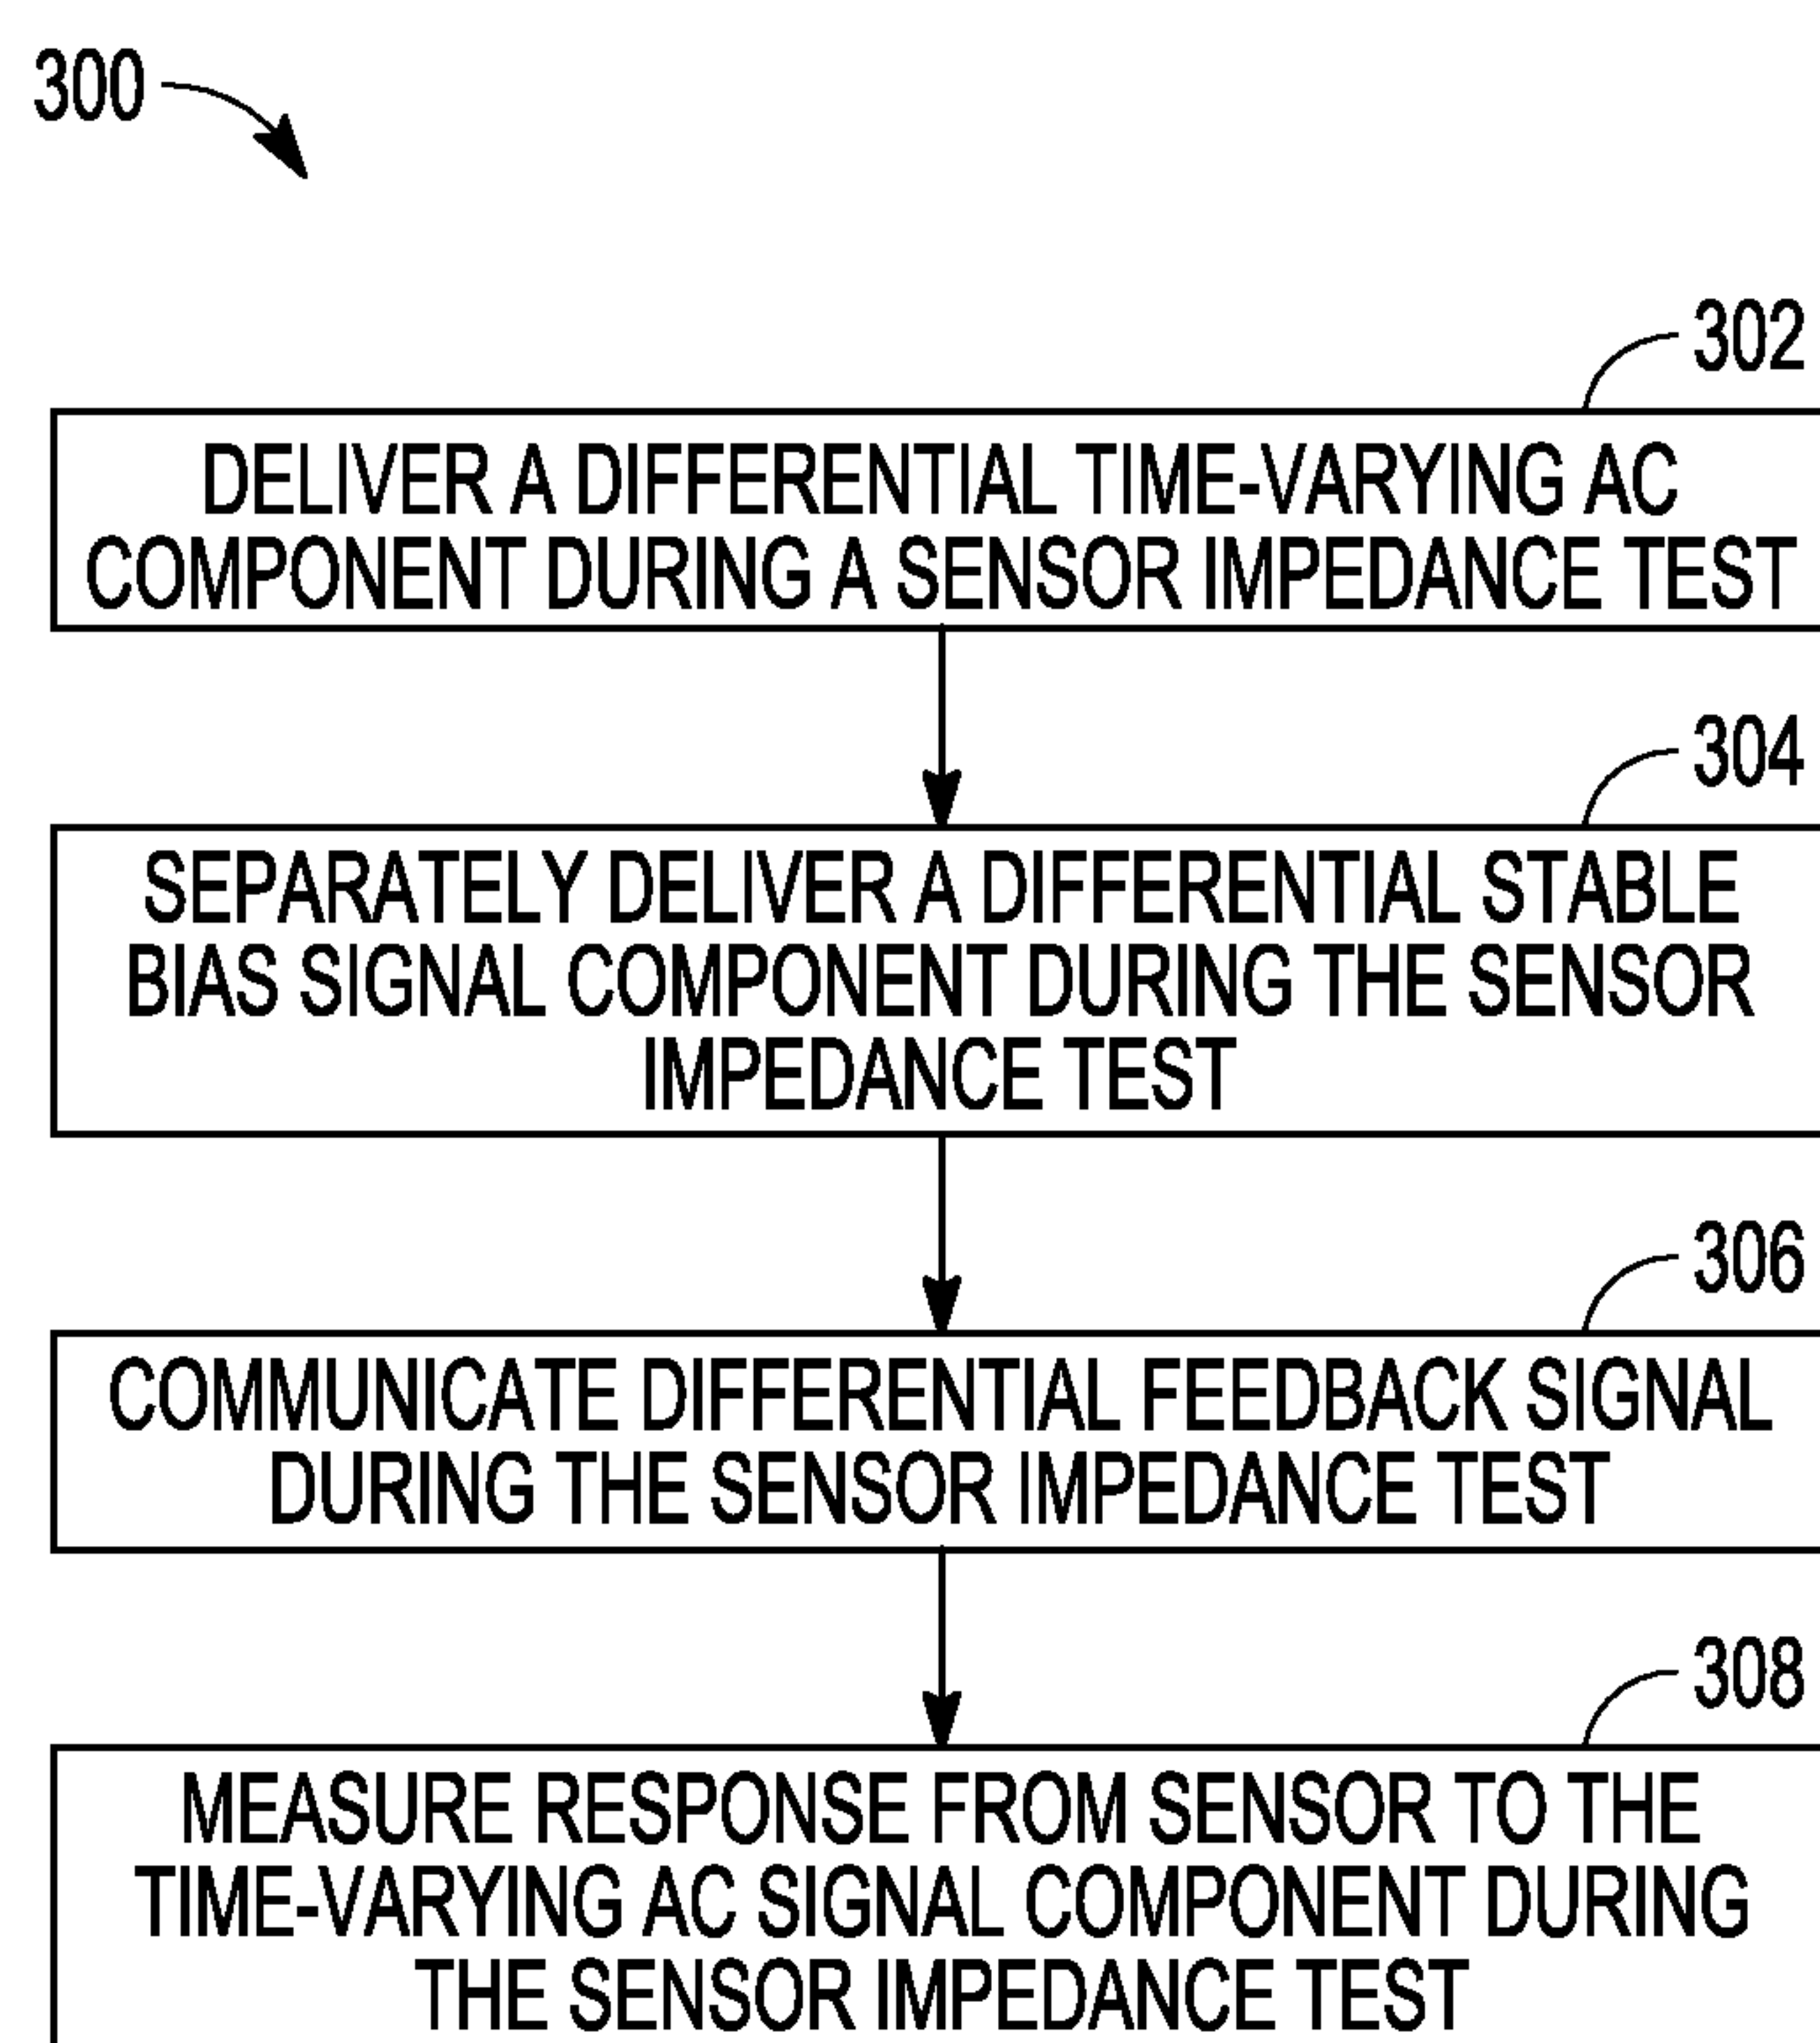 300
302
DELIVER A DIFFERENTIAL TIME-VARYING AC
COMPONENT DURING A SENSOR IMPEDANCE TEST
304
SEPARATELY DELIVER A DIFFERENTIAL STABLE
BIAS SIGNAL COMPONENT DURING THE SENSOR
IMPEDANCE TEST
306
COMMUNICATE DIFFERENTIAL FEEDBACK SIGNAL
DURING THE SENSOR IMPEDANCE TEST
308
MEASURE RESPONSE FROM SENSOR TO THE
TIME-VARYING AC SIGNAL COMPONENT DURING
THE SENSOR IMPEDANCE TEST